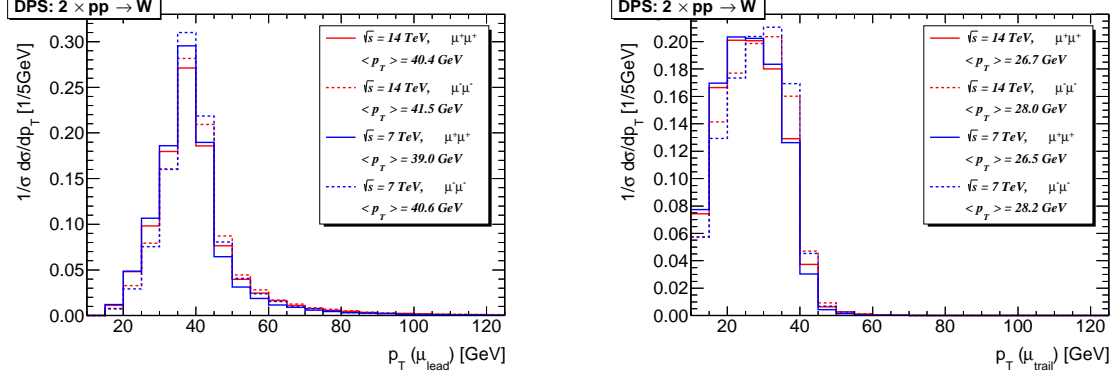 DPS: 2 × pp → W
1/σ dσ/dp_T [1/5GeV]
0.30
0.25
0.20
0.15
0.10
0.05
0.00
20 40 60 80 100 120
p_T (μ_lead) [GeV]
√s = 14 TeV, μ⁺μ⁺
< p_T > = 40.4 GeV
√s = 14 TeV, μ⁻μ⁻
< p_T > = 41.5 GeV
√s = 7 TeV, μ⁺μ⁺
< p_T > = 39.0 GeV
√s = 7 TeV, μ⁻μ⁻
< p_T > = 40.6 GeV
DPS: 2 × pp → W
1/σ dσ/dp_T [1/5GeV]
0.20
0.18
0.16
0.14
0.12
0.10
0.08
0.06
0.04
0.02
0.00
20 40 60 80 100 120
p_T (μ_trail) [GeV]
√s = 14 TeV, μ⁺μ⁺
< p_T > = 26.7 GeV
√s = 14 TeV, μ⁻μ⁻
< p_T > = 28.0 GeV
√s = 7 TeV, μ⁺μ⁺
< p_T > = 26.5 GeV
√s = 7 TeV, μ⁻μ⁻
< p_T > = 28.2 GeV